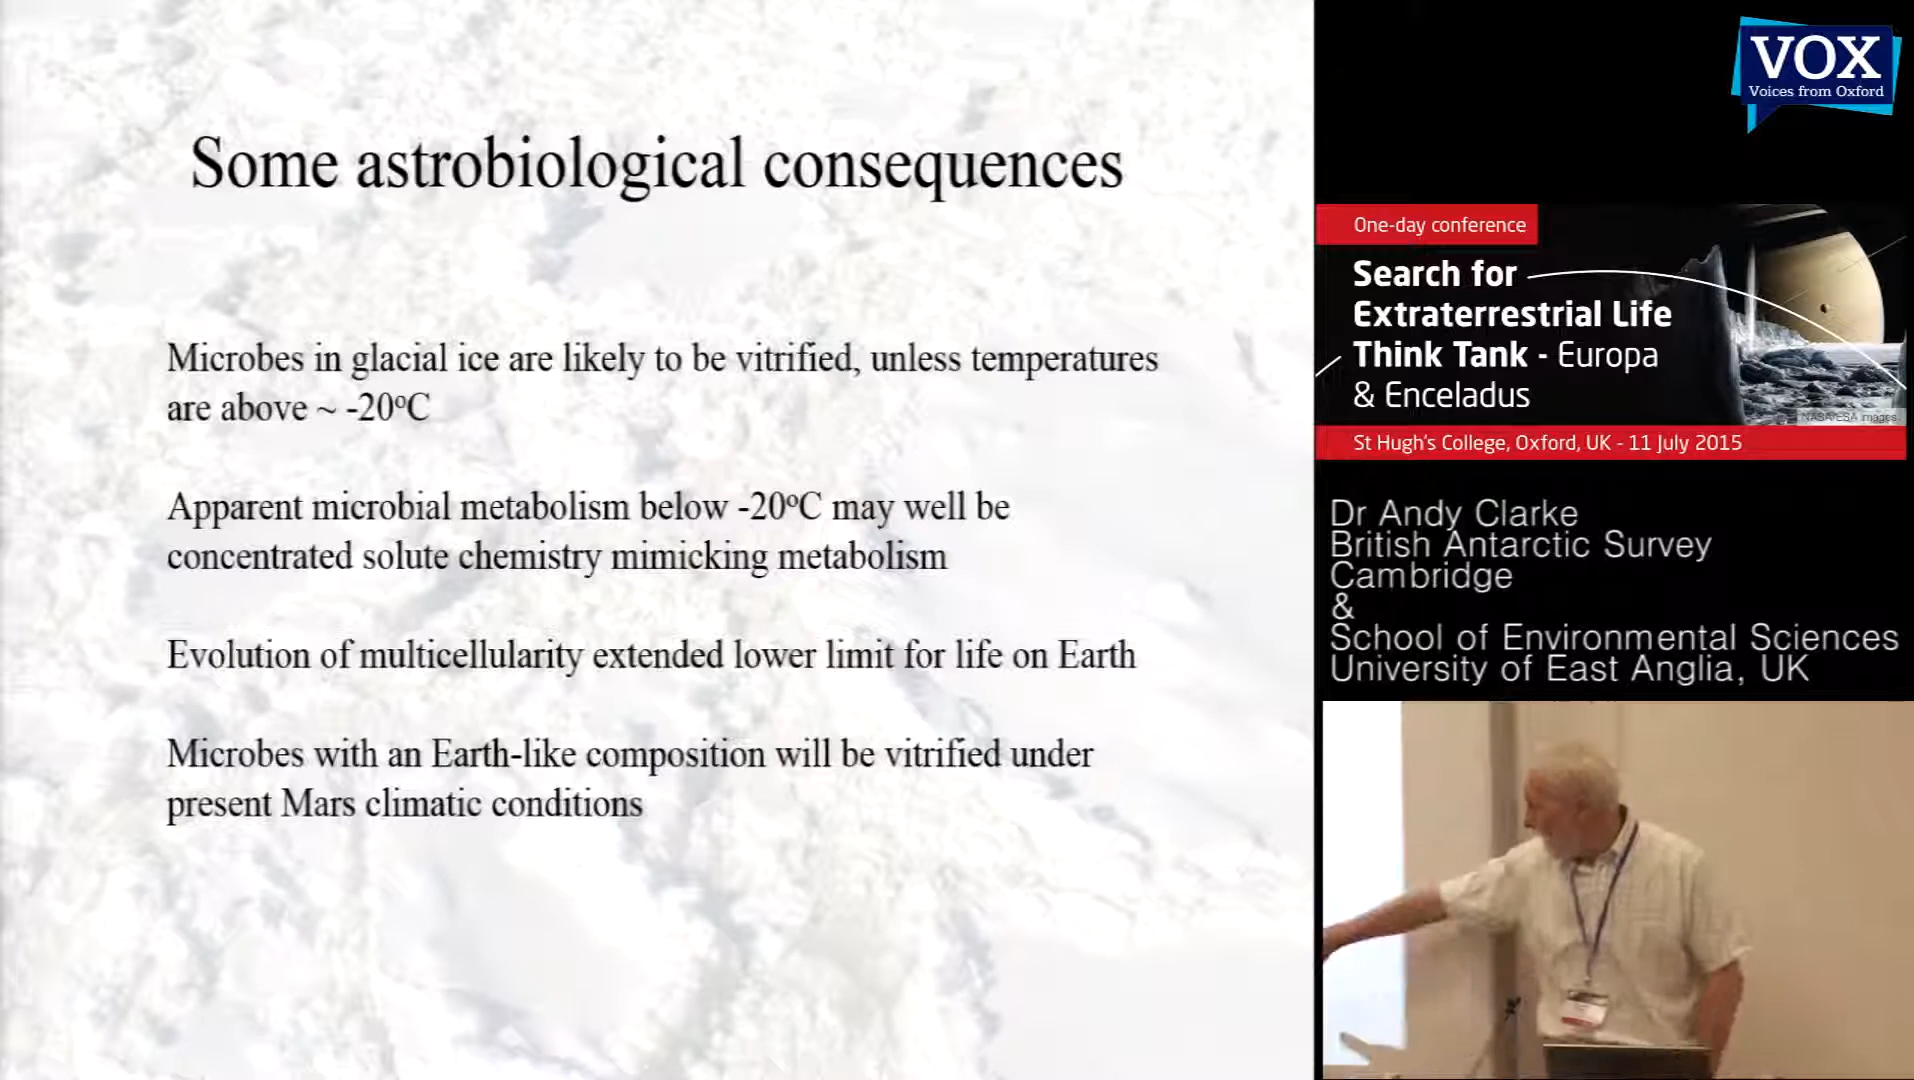 Some astrobiological consequences
Microbes in glacial ice are likely to be vitrified, unless temperatures
are above ~ -20°C
Apparent microbial metabolism below -20°C may well be
concentrated solute chemistry mimicking metabolism
Evolution of multicellularity extended lower limit for life on Earth
Microbes with an Earth-like composition will be vitrified under
present Mars climatic conditions
VOX
Voices from Oxford
One-day conference
Search for
Extraterrestrial Life
Think Tank - Europa
& Enceladus
NASA/ESA images
St Hugh's College, Oxford, UK - 11 July 2015
Dr Andy Clarke
British Antarctic Survey
Cambridge
&
School of Environmental Sciences
University of East Anglia, UK